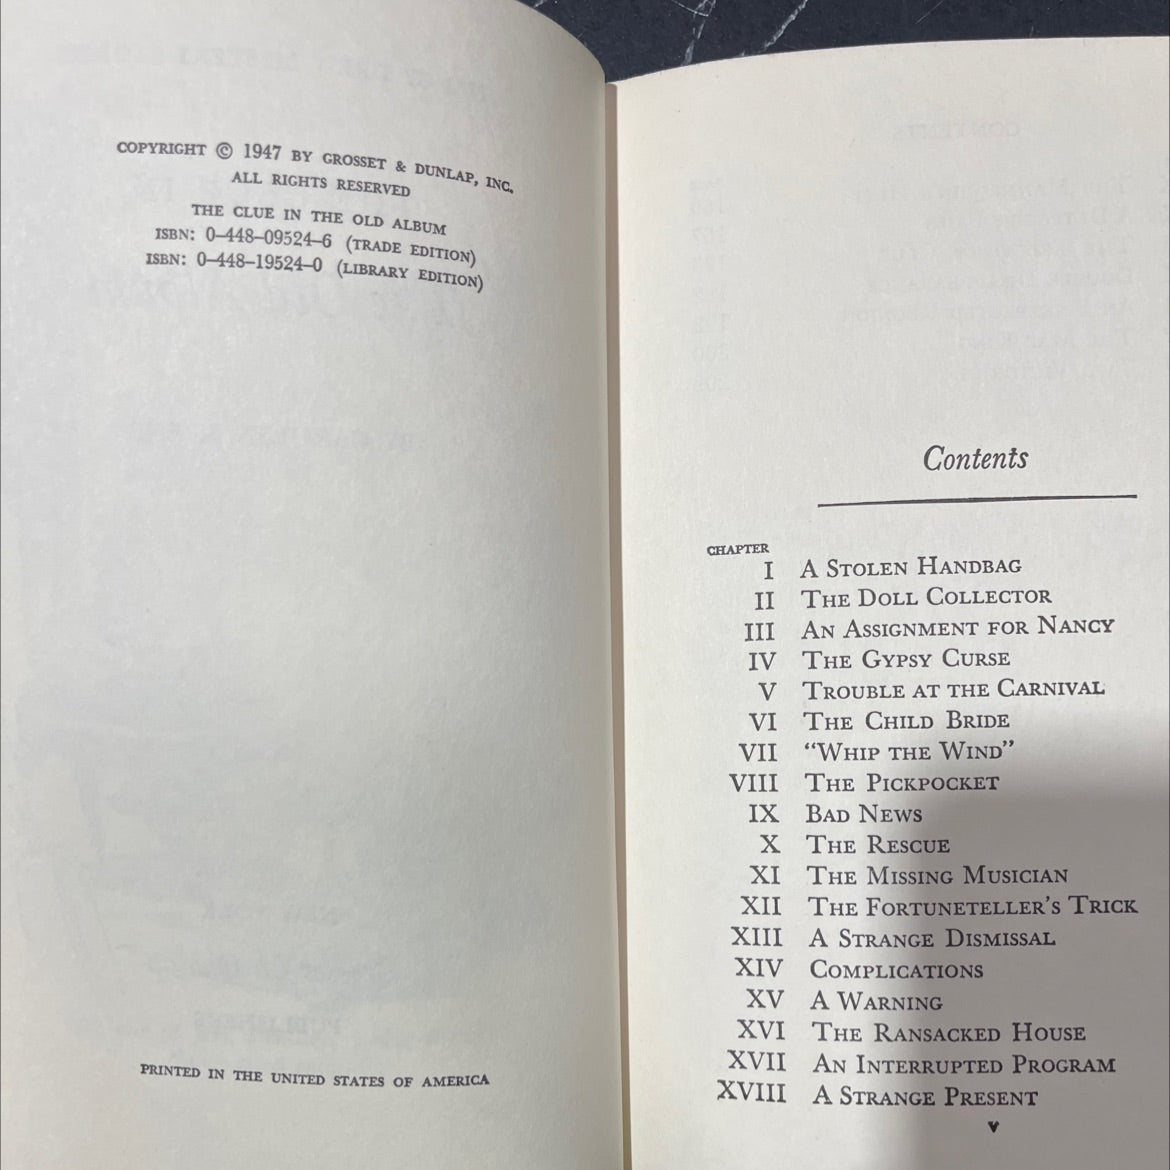 COPYRIGHT © 1947 BY GROSSET & DUNLAP, INC.
ALL RIGHTS RESERVED
THE CLUE IN THE OLD ALBUM
ISBN: 0-448-09524-6 (TRADE EDITION)
ISBN: 0-448-19524-0 (LIBRARY EDITION)
PRINTED IN THE UNITED STATES OF AMERICA
Contents
CHAPTER
I A STOLEN HANDBAG
II THE DOLL COLLECTOR
III AN ASSIGNMENT FOR NANCY
IV THE GYPSY CURSE
V TROUBLE AT THE CARNIVAL
VI THE CHILD BRIDE
VII "WHIP THE WIND"
VIII THE PICKPOCKET
IX BAD NEWS
X THE RESCUE
XI THE MISSING MUSICIAN
XII THE FORTUNETELLER'S TRICK
XIII A STRANGE DISMISSAL
XIV COMPLICATIONS
XV A WARNING
XVI THE RANSACKED HOUSE
XVII AN INTERRUPTED PROGRAM
XVIII A STRANGE PRESENT
v